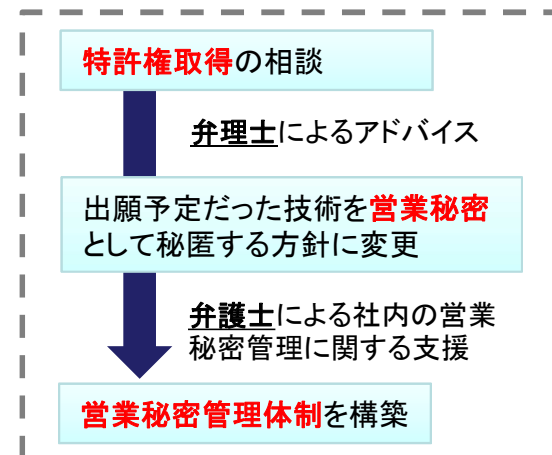 特許権取得の相談
弁理士によるアドバイス
出願予定だった技術を営業秘密
として秘匿する方針に変更
弁護士による社内の営業
秘密管理に関する支援
営業秘密管理体制を構築